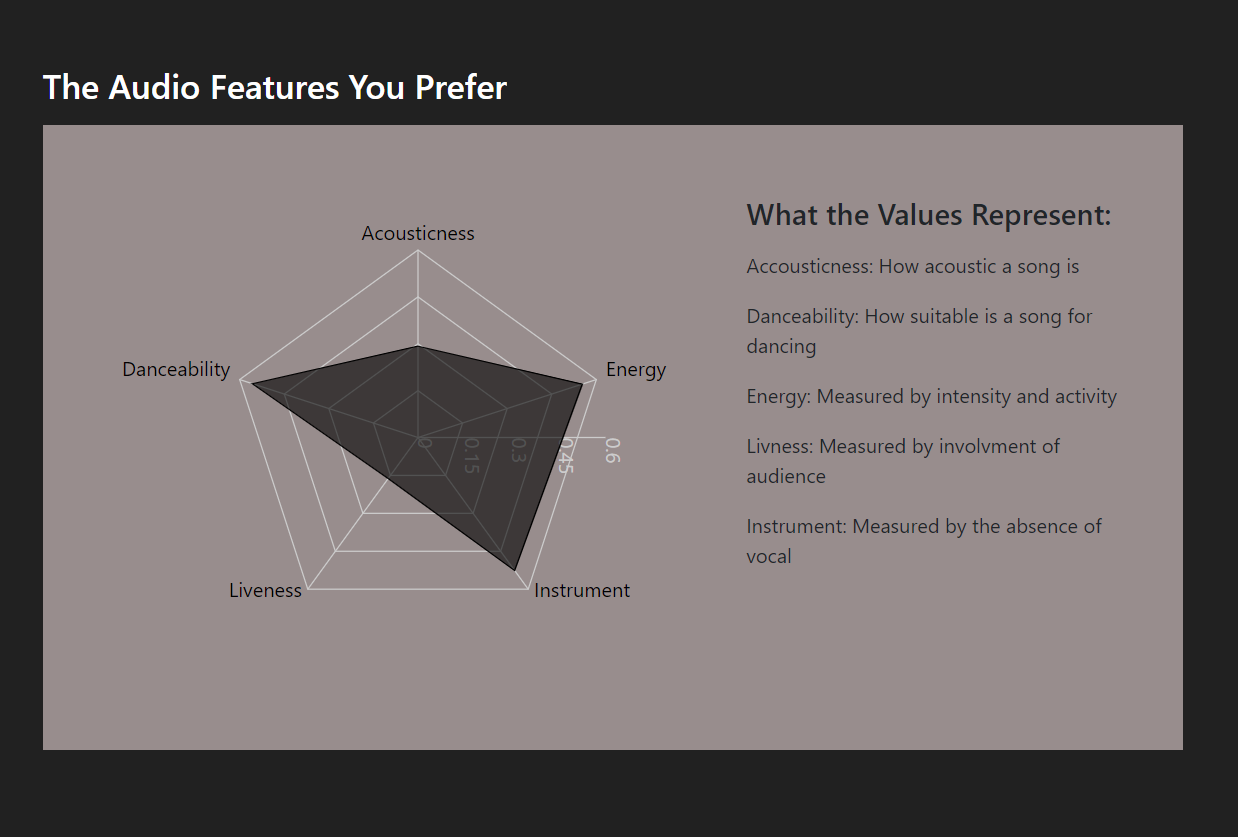 The Audio Features You Prefer
Acousticness
Danceability
Energy
0
0.15
0.3
0.45
0.6
Liveness
Instrument
What the Values Represent:
Accousticness: How acoustic a song is
Danceability: How suitable is a song for
dancing
Energy: Measured by intensity and activity
Livness: Measured by involvment of
audience
Instrument: Measured by the absence of
vocal